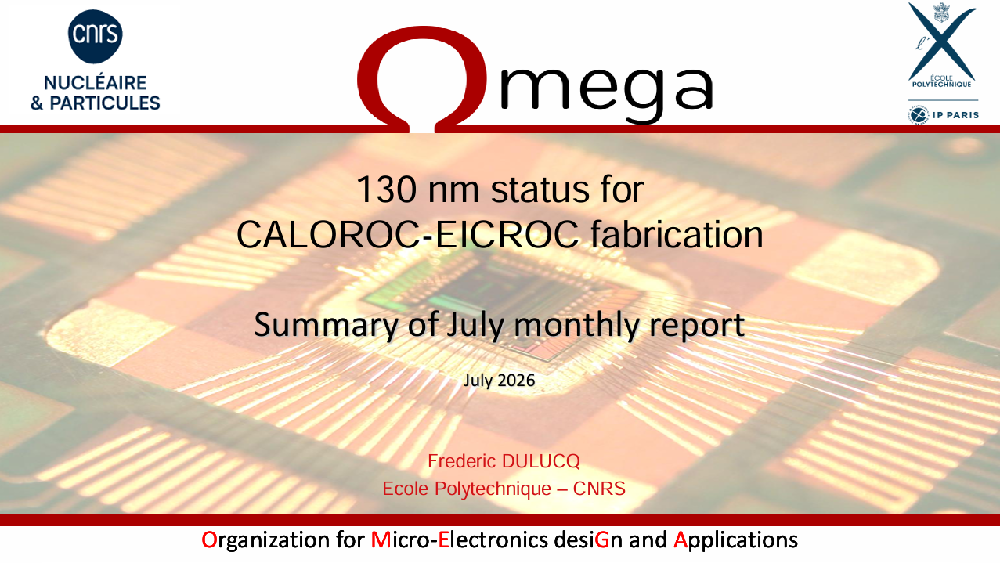 cnrs
NUCLÉAIRE
& PARTICULES
Ωmega
l'X
ÉCOLE
POLYTECHNIQUE
IP PARIS
130 nm status for
CALOROC-EICROC fabrication
Summary of July monthly report
July 2026
Frederic DULUCQ
Ecole Polytechnique – CNRS
Organization for Micro-Electronics desiGn and Applications